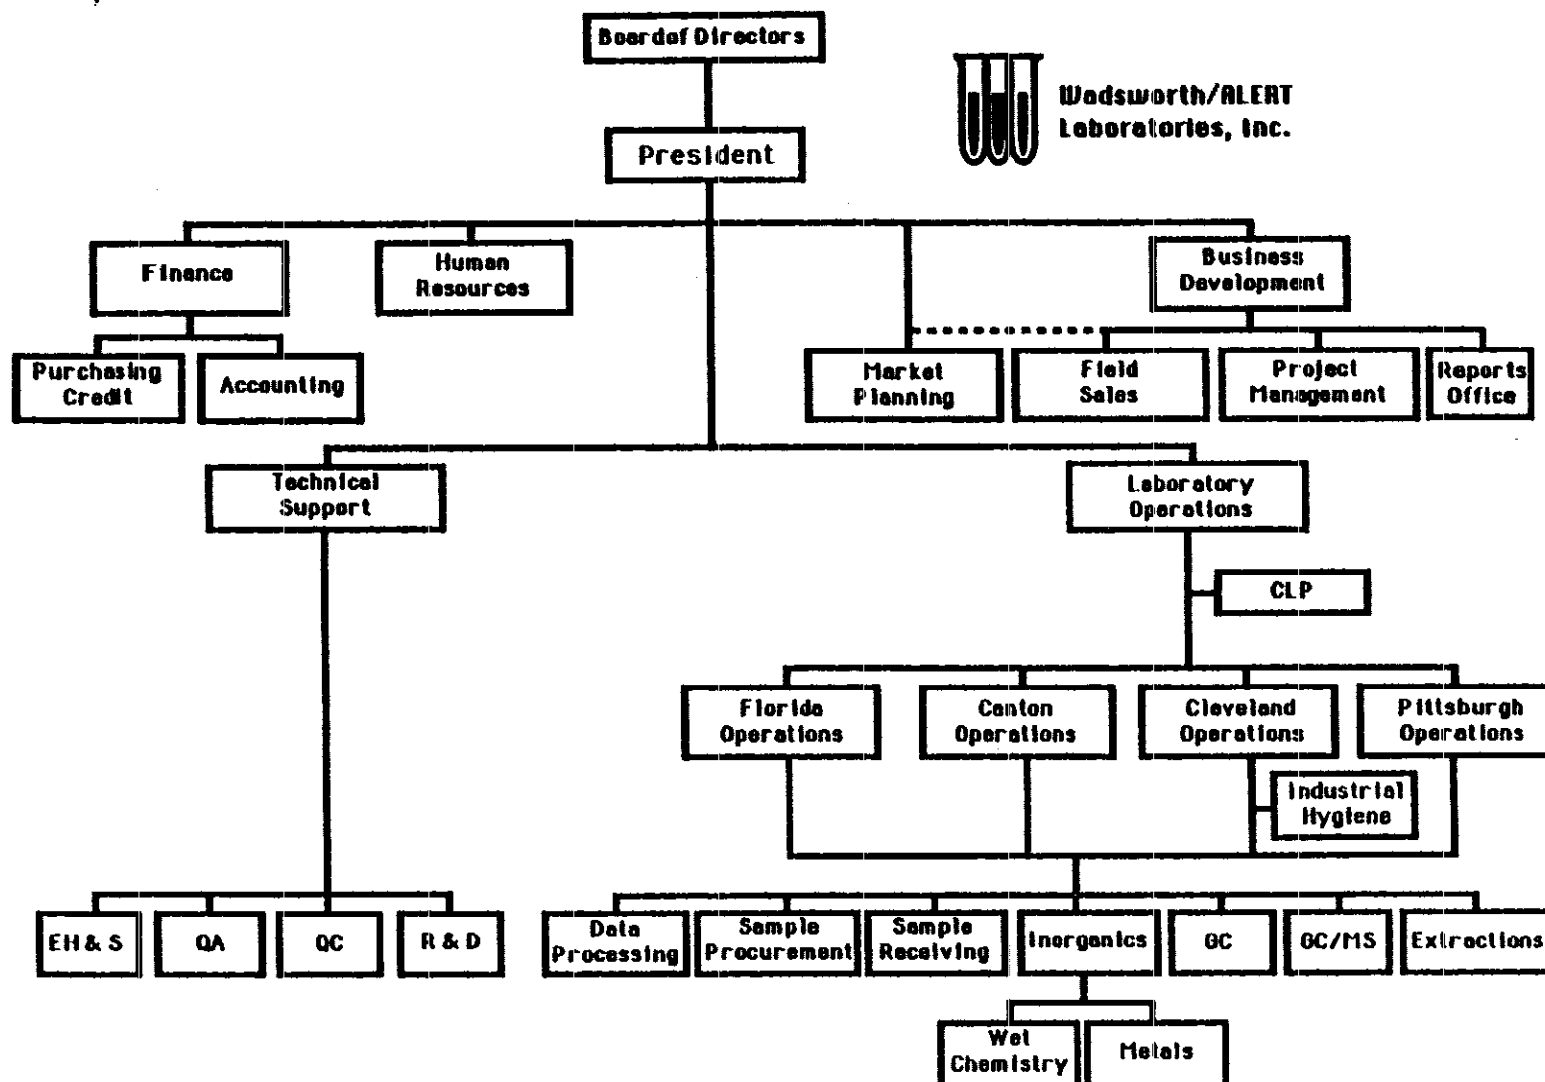 Boardof Directors
Wadsworth/ALERT
Laboratories, Inc.
President
Finance
Human
Resources
Business
Development
Purchasing
Credit
Accounting
Market
Planning
Field
Sales
Project
Management
Reports
Office
Technical
Support
Laboratory
Operations
CLP
Florida
Operations
Canton
Operations
Cleveland
Operations
Pittsburgh
Operations
Industrial
Hygiene
EH & S
QA
QC
R & D
Data
Processing
Sample
Procurement
Sample
Receiving
Inorganics
GC
GC/MS
Extractions
Wet
Chemistry
Metals